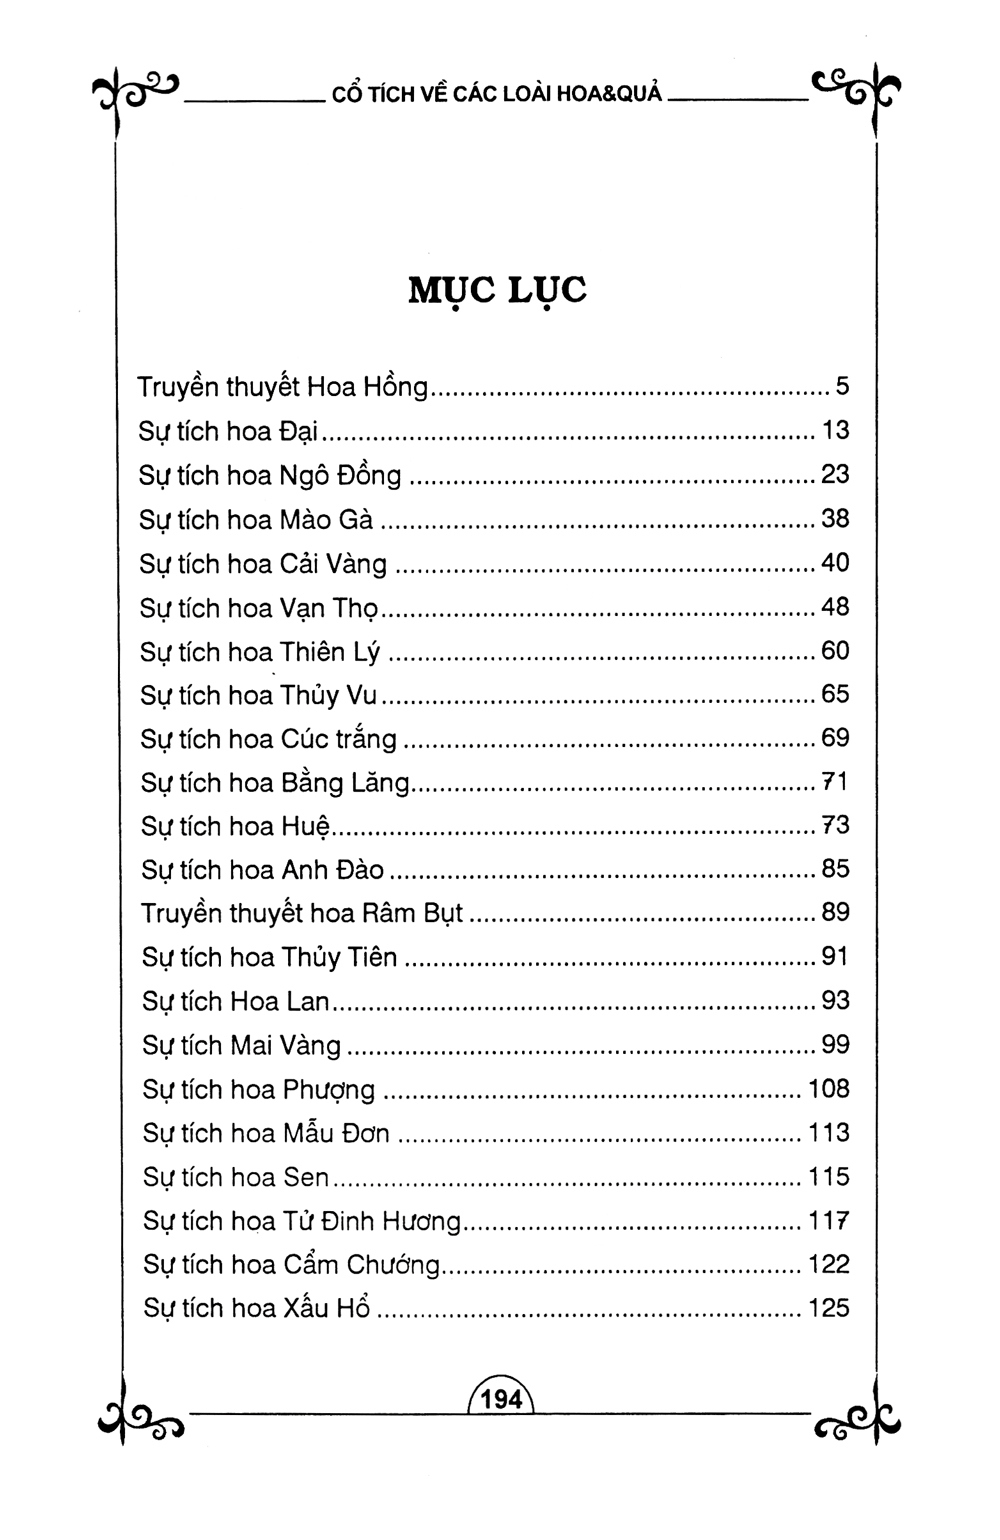 CỔ TÍCH VỀ CÁC LOÀI HOA&QUẢ
MỤC LỤC
Truyền thuyết Hoa Hồng.................................................... 5
Sự tích hoa Đại.................................................... 13
Sự tích hoa Ngô Đồng .................................................... 23
Sự tích hoa Mào Gà .................................................... 38
Sự tích hoa Cải Vàng .................................................... 40
Sự tích hoa Vạn Thọ.................................................... 48
Sự tích hoa Thiên Lý .................................................... 60
Sự tích hoa Thủy Vu.................................................... 65
Sự tích hoa Cúc trắng .................................................... 69
Sự tích hoa Bằng Lăng.................................................... 71
Sự tích hoa Huệ.................................................... 73
Sự tích hoa Anh Đào .................................................... 85
Truyền thuyết hoa Râm Bụt .................................................... 89
Sự tích hoa Thủy Tiên .................................................... 91
Sự tích Hoa Lan.................................................... 93
Sự tích Mai Vàng .................................................... 99
Sự tích hoa Phượng .................................................... 108
Sự tích hoa Mẫu Đơn .................................................... 113
Sự tích hoa Sen.................................................... 115
Sự tích hoa Tử Đinh Hương.................................................... 117
Sự tích hoa Cẩm Chướng.................................................... 122
Sự tích hoa Xấu Hổ .................................................... 125
194